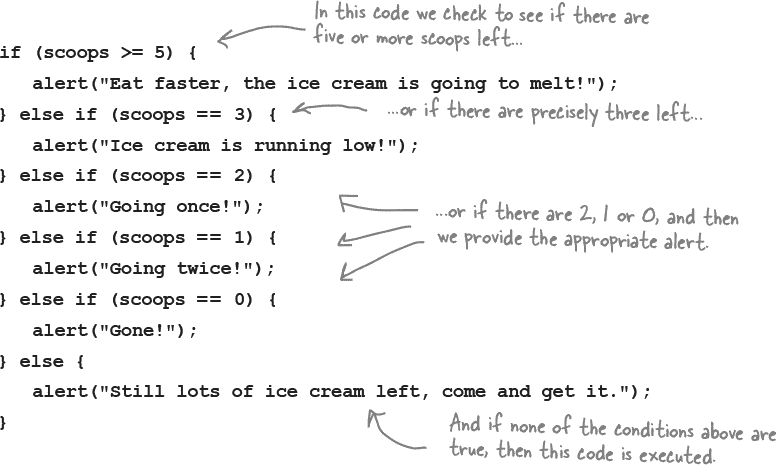 In this code we check to see if there are
five or more scoops left...
if (scoops >= 5) {
alert("Eat faster, the ice cream is going to melt!");
} else if (scoops == 3) {
...or if there are precisely three left...
alert("Ice cream is running low!");
} else if (scoops == 2) {
alert("Going once!");
...or if there are 2, 1 or 0, and then
we provide the appropriate alert.
} else if (scoops == 1) {
alert("Going twice!");
} else if (scoops == 0) {
alert("Gone!");
} else {
alert("Still lots of ice cream left, come and get it.");
}
And if none of the conditions above are
true, then this code is executed.